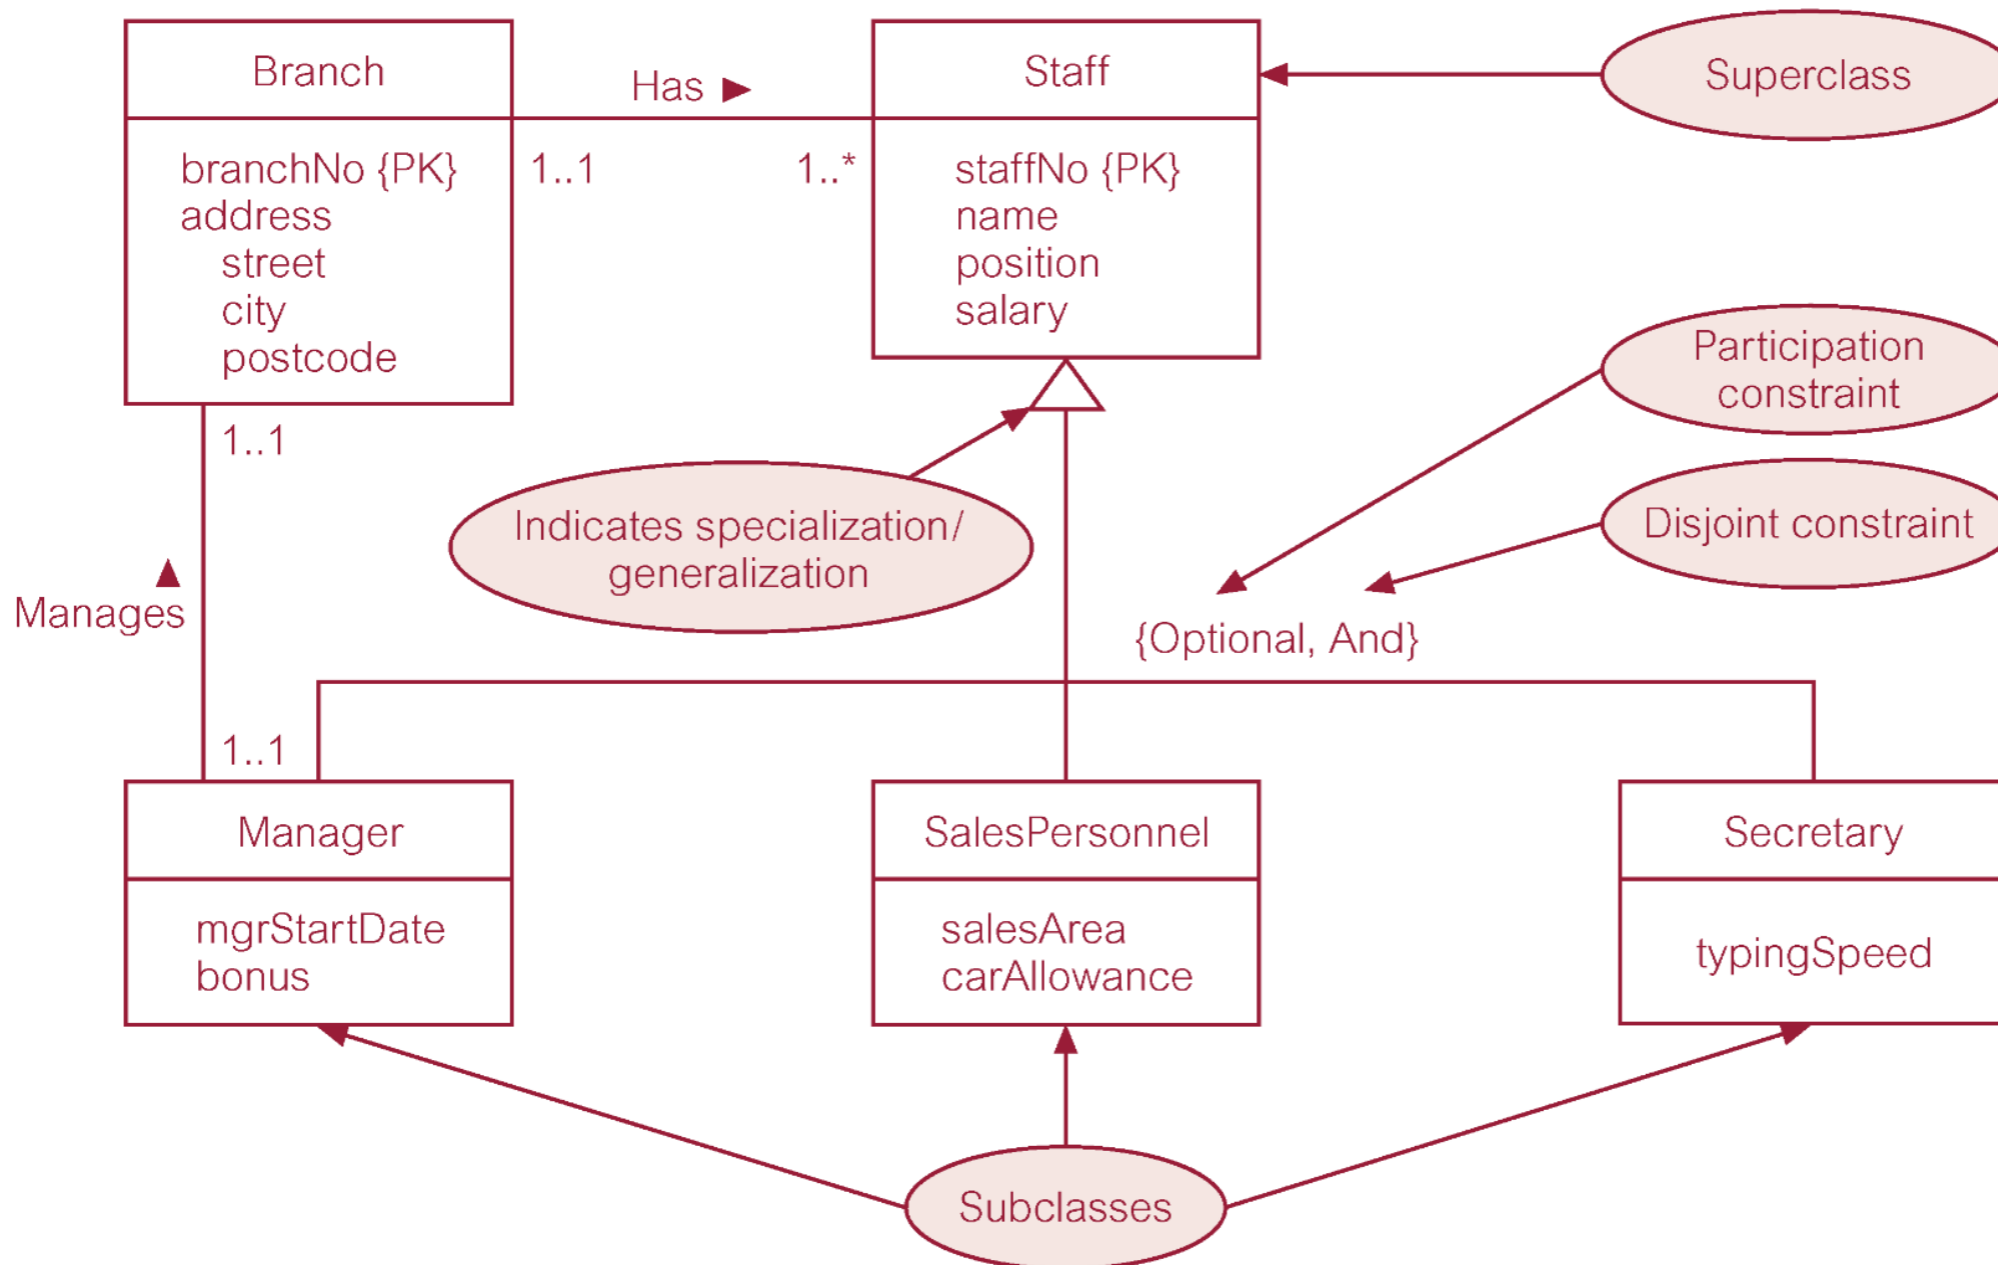 Branch
Has ▶
Staff
Superclass
branchNo {PK}
address
street
city
postcode
1..1
1..*
staffNo {PK}
name
position
salary
Participation
constraint
1..1
Indicates specialization/
generalization
Disjoint constraint
▲
Manages
{Optional, And}
1..1
Manager
mgrStartDate
bonus
SalesPersonnel
salesArea
carAllowance
Secretary
typingSpeed
Subclasses